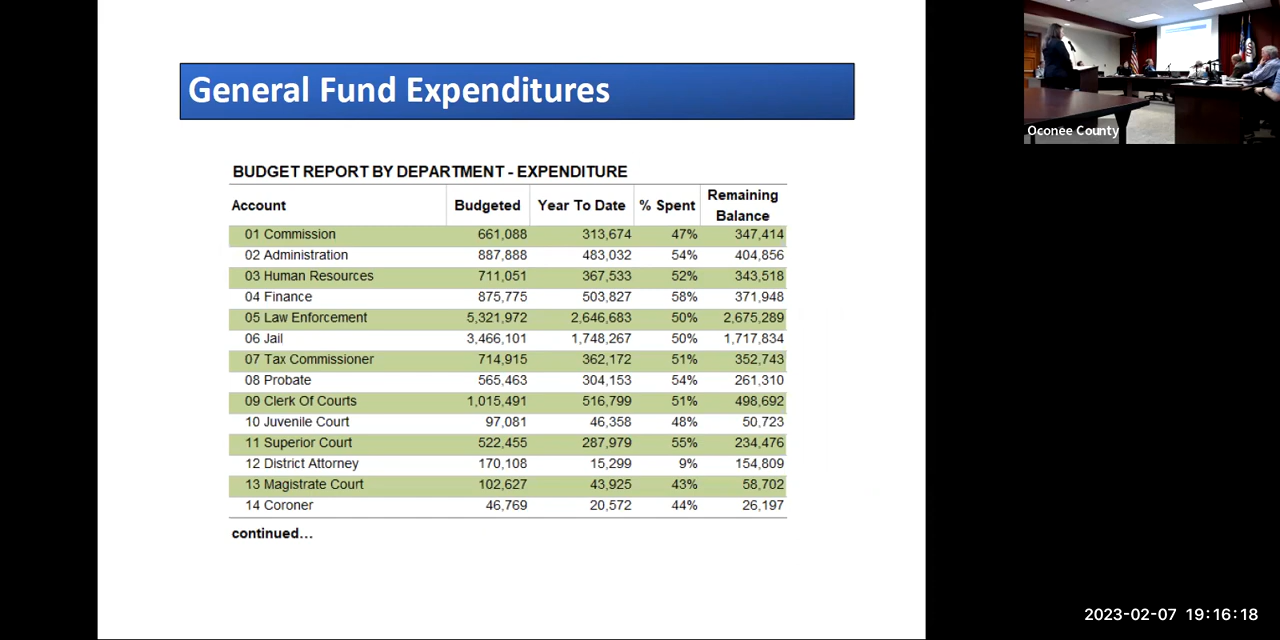 General Fund Expenditures
Oconee County
BUDGET REPORT BY DEPARTMENT - EXPENDITURE
Account Budgeted Year To Date % Spent Remaining Balance
01 Commission 661,088 313,674 47% 347,414
02 Administration 887,888 483,032 54% 404,856
03 Human Resources 711,051 367,533 52% 343,518
04 Finance 875,775 503,827 58% 371,948
05 Law Enforcement 5,321,972 2,646,683 50% 2,675,289
06 Jail 3,466,101 1,748,267 50% 1,717,834
07 Tax Commissioner 714,915 362,172 51% 352,743
08 Probate 565,463 304,153 54% 261,310
09 Clerk Of Courts 1,015,491 516,799 51% 498,692
10 Juvenile Court 97,081 46,358 48% 50,723
11 Superior Court 522,455 287,979 55% 234,476
12 District Attorney 170,108 15,299 9% 154,809
13 Magistrate Court 102,627 43,925 43% 58,702
14 Coroner 46,769 20,572 44% 26,197
continued...
2023-02-07 19:16:18